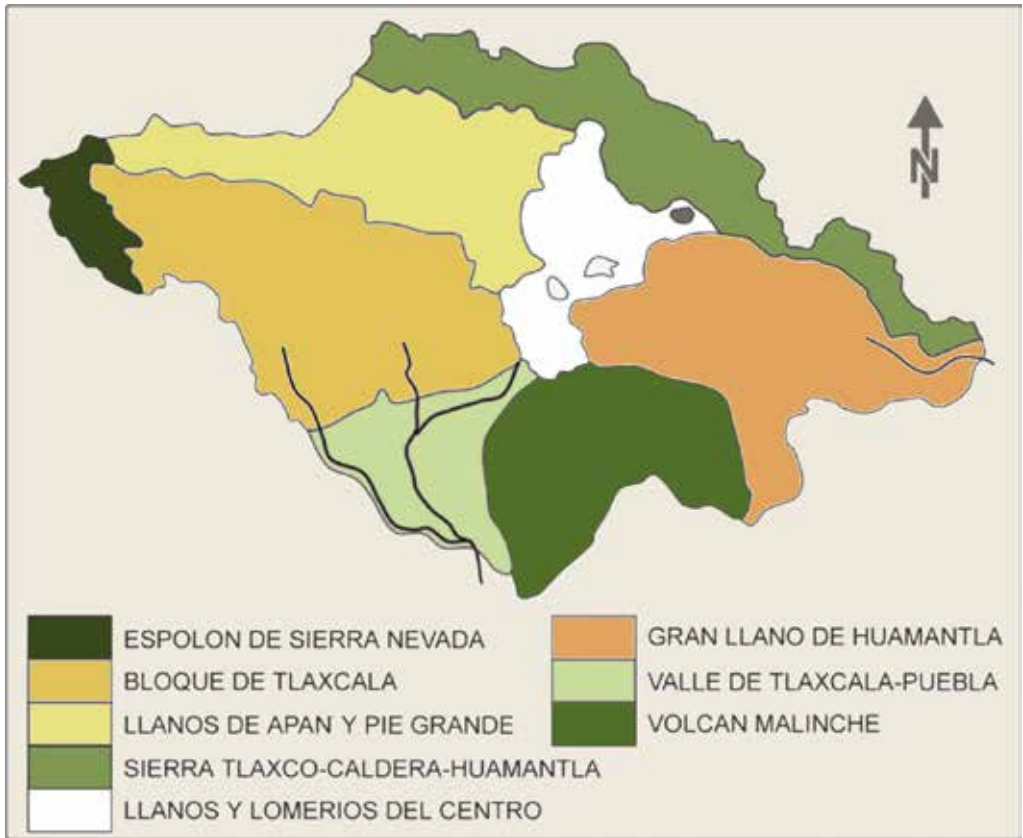 N
ESPOLON DE SIERRA NEVADA
BLOQUE DE TLAXCALA
LLANOS DE APAN Y PIE GRANDE
SIERRA TLAXCO-CALDERA-HUAMANTLA
LLANOS Y LOMERIOS DEL CENTRO
GRAN LLANO DE HUAMANTLA
VALLE DE TLAXCALA-PUEBLA
VOLCAN MALINCHE